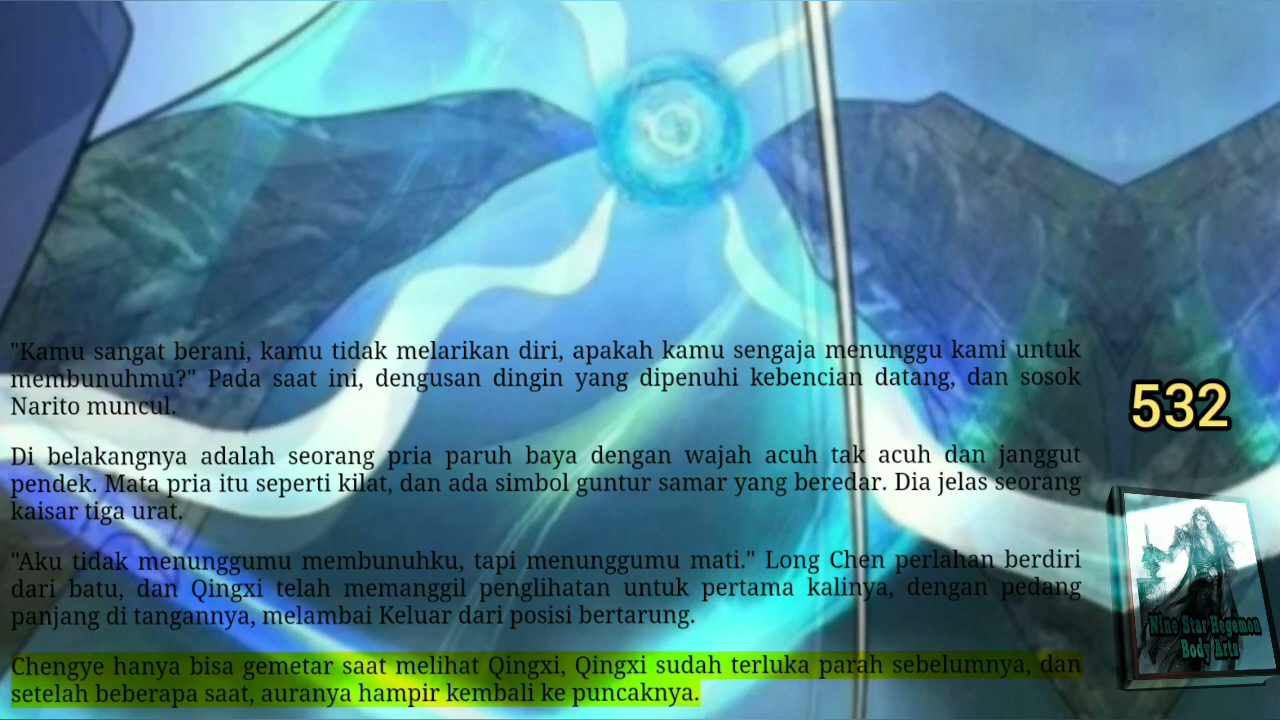 "Kamu sangat berani, kamu tidak melarikan diri, apakah kamu sengaja menunggu kami untuk
membunuhmu?" Pada saat ini, dengusan dingin yang dipenuhi kebencian datang, dan sosok
Narito muncul.
Di belakangnya adalah seorang pria paruh baya dengan wajah acuh tak acuh dan janggut
pendek. Mata pria itu seperti kilat, dan ada simbol guntur samar yang beredar. Dia jelas seorang
kaisar tiga urat.
"Aku tidak menunggumu membunuhku, tapi menunggumu mati." Long Chen perlahan berdiri
dari batu, dan Qingxi telah memanggil penglihatan untuk pertama kalinya, dengan pedang
panjang di tangannya, melambai Keluar dari posisi bertarung.
Chengye hanya bisa gemetar saat melihat Qingxi, Qingxi sudah terluka parah sebelumnya, dan
setelah beberapa saat, auranya hampir kembali ke puncaknya.
532
Nine Star Hegemon
Body Arts